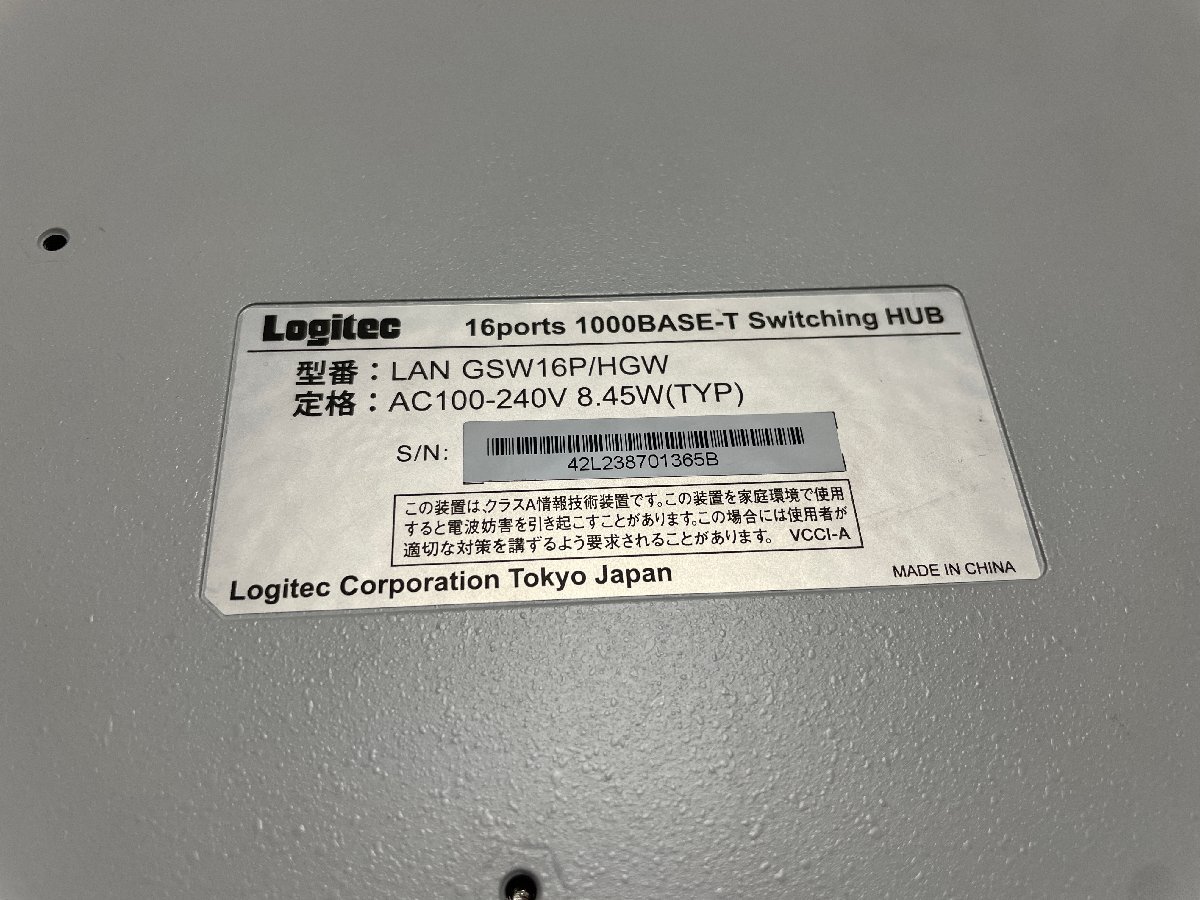 Logitec 16ports 1000BASE-T Switching HUB
型番：LAN GSW16P/HGW
定格：AC100-240V 8.45W(TYP)
S/N:
42L238701365B
この装置は、クラスA情報技術装置です。この装置を家庭環境で使用
すると電波妨害を引き起こすことがあります。この場合には使用者が
適切な対策を講ずるよう要求されることがあります。 VCCI-A
Logitec Corporation Tokyo Japan
MADE IN CHINA